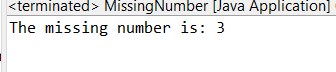 <terminated> MissingNumber [Java Application]
The missing number is: 3